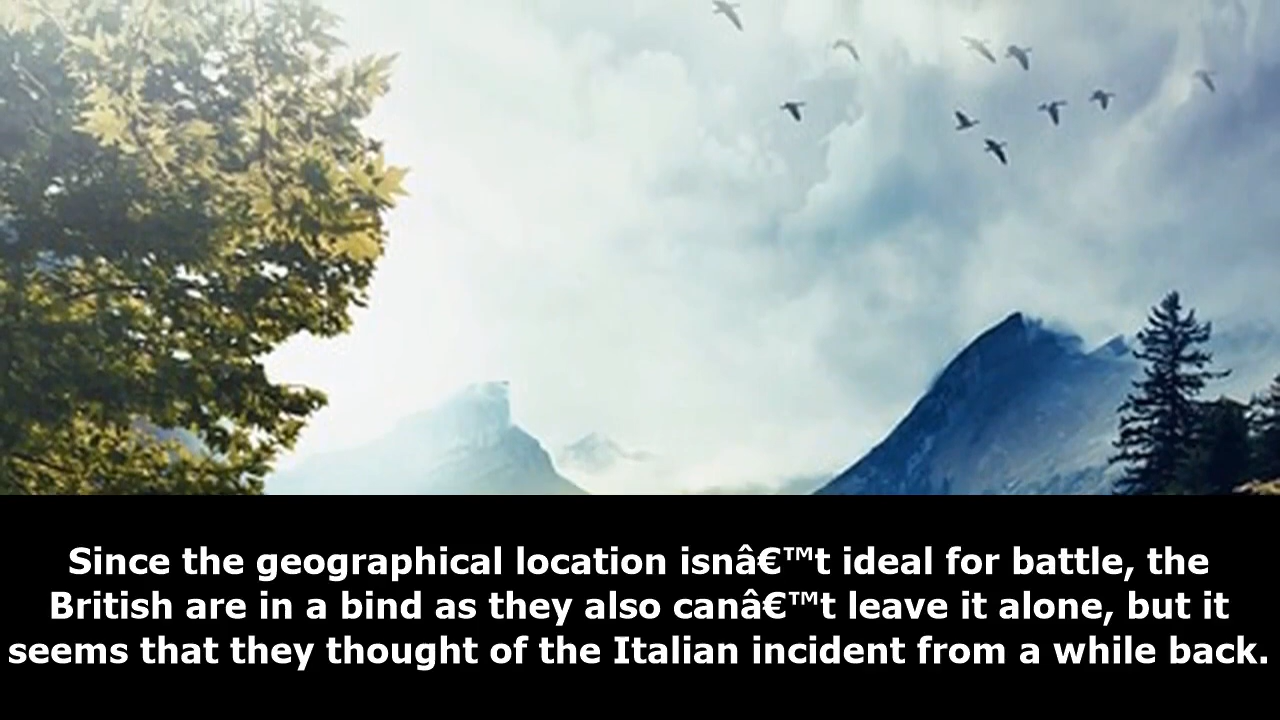 Since the geographical location isnâ€™t ideal for battle, the
British are in a bind as they also canâ€™t leave it alone, but it
seems that they thought of the Italian incident from a while back.